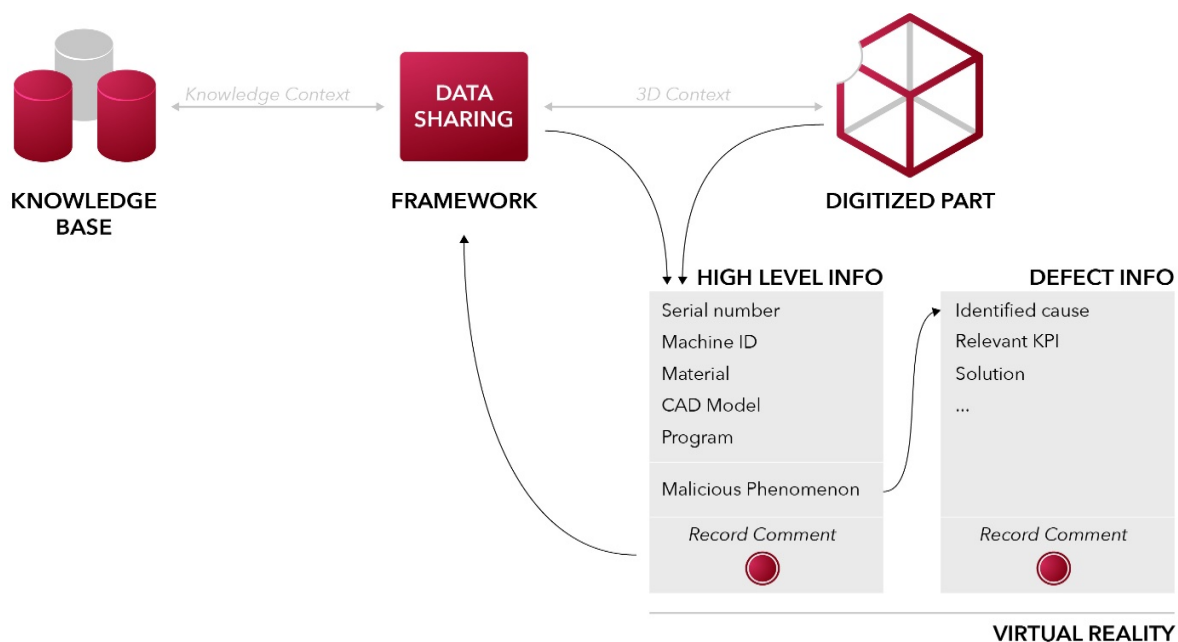 Knowledge Context
DATA
SHARING
3D Context
KNOWLEDGE
BASE
FRAMEWORK
DIGITIZED PART
HIGH LEVEL INFO
Serial number
Machine ID
Material
CAD Model
Program
Malicious Phenomenon
Record Comment
DEFECT INFO
Identified cause
Relevant KPI
Solution
...
Record Comment
VIRTUAL REALITY